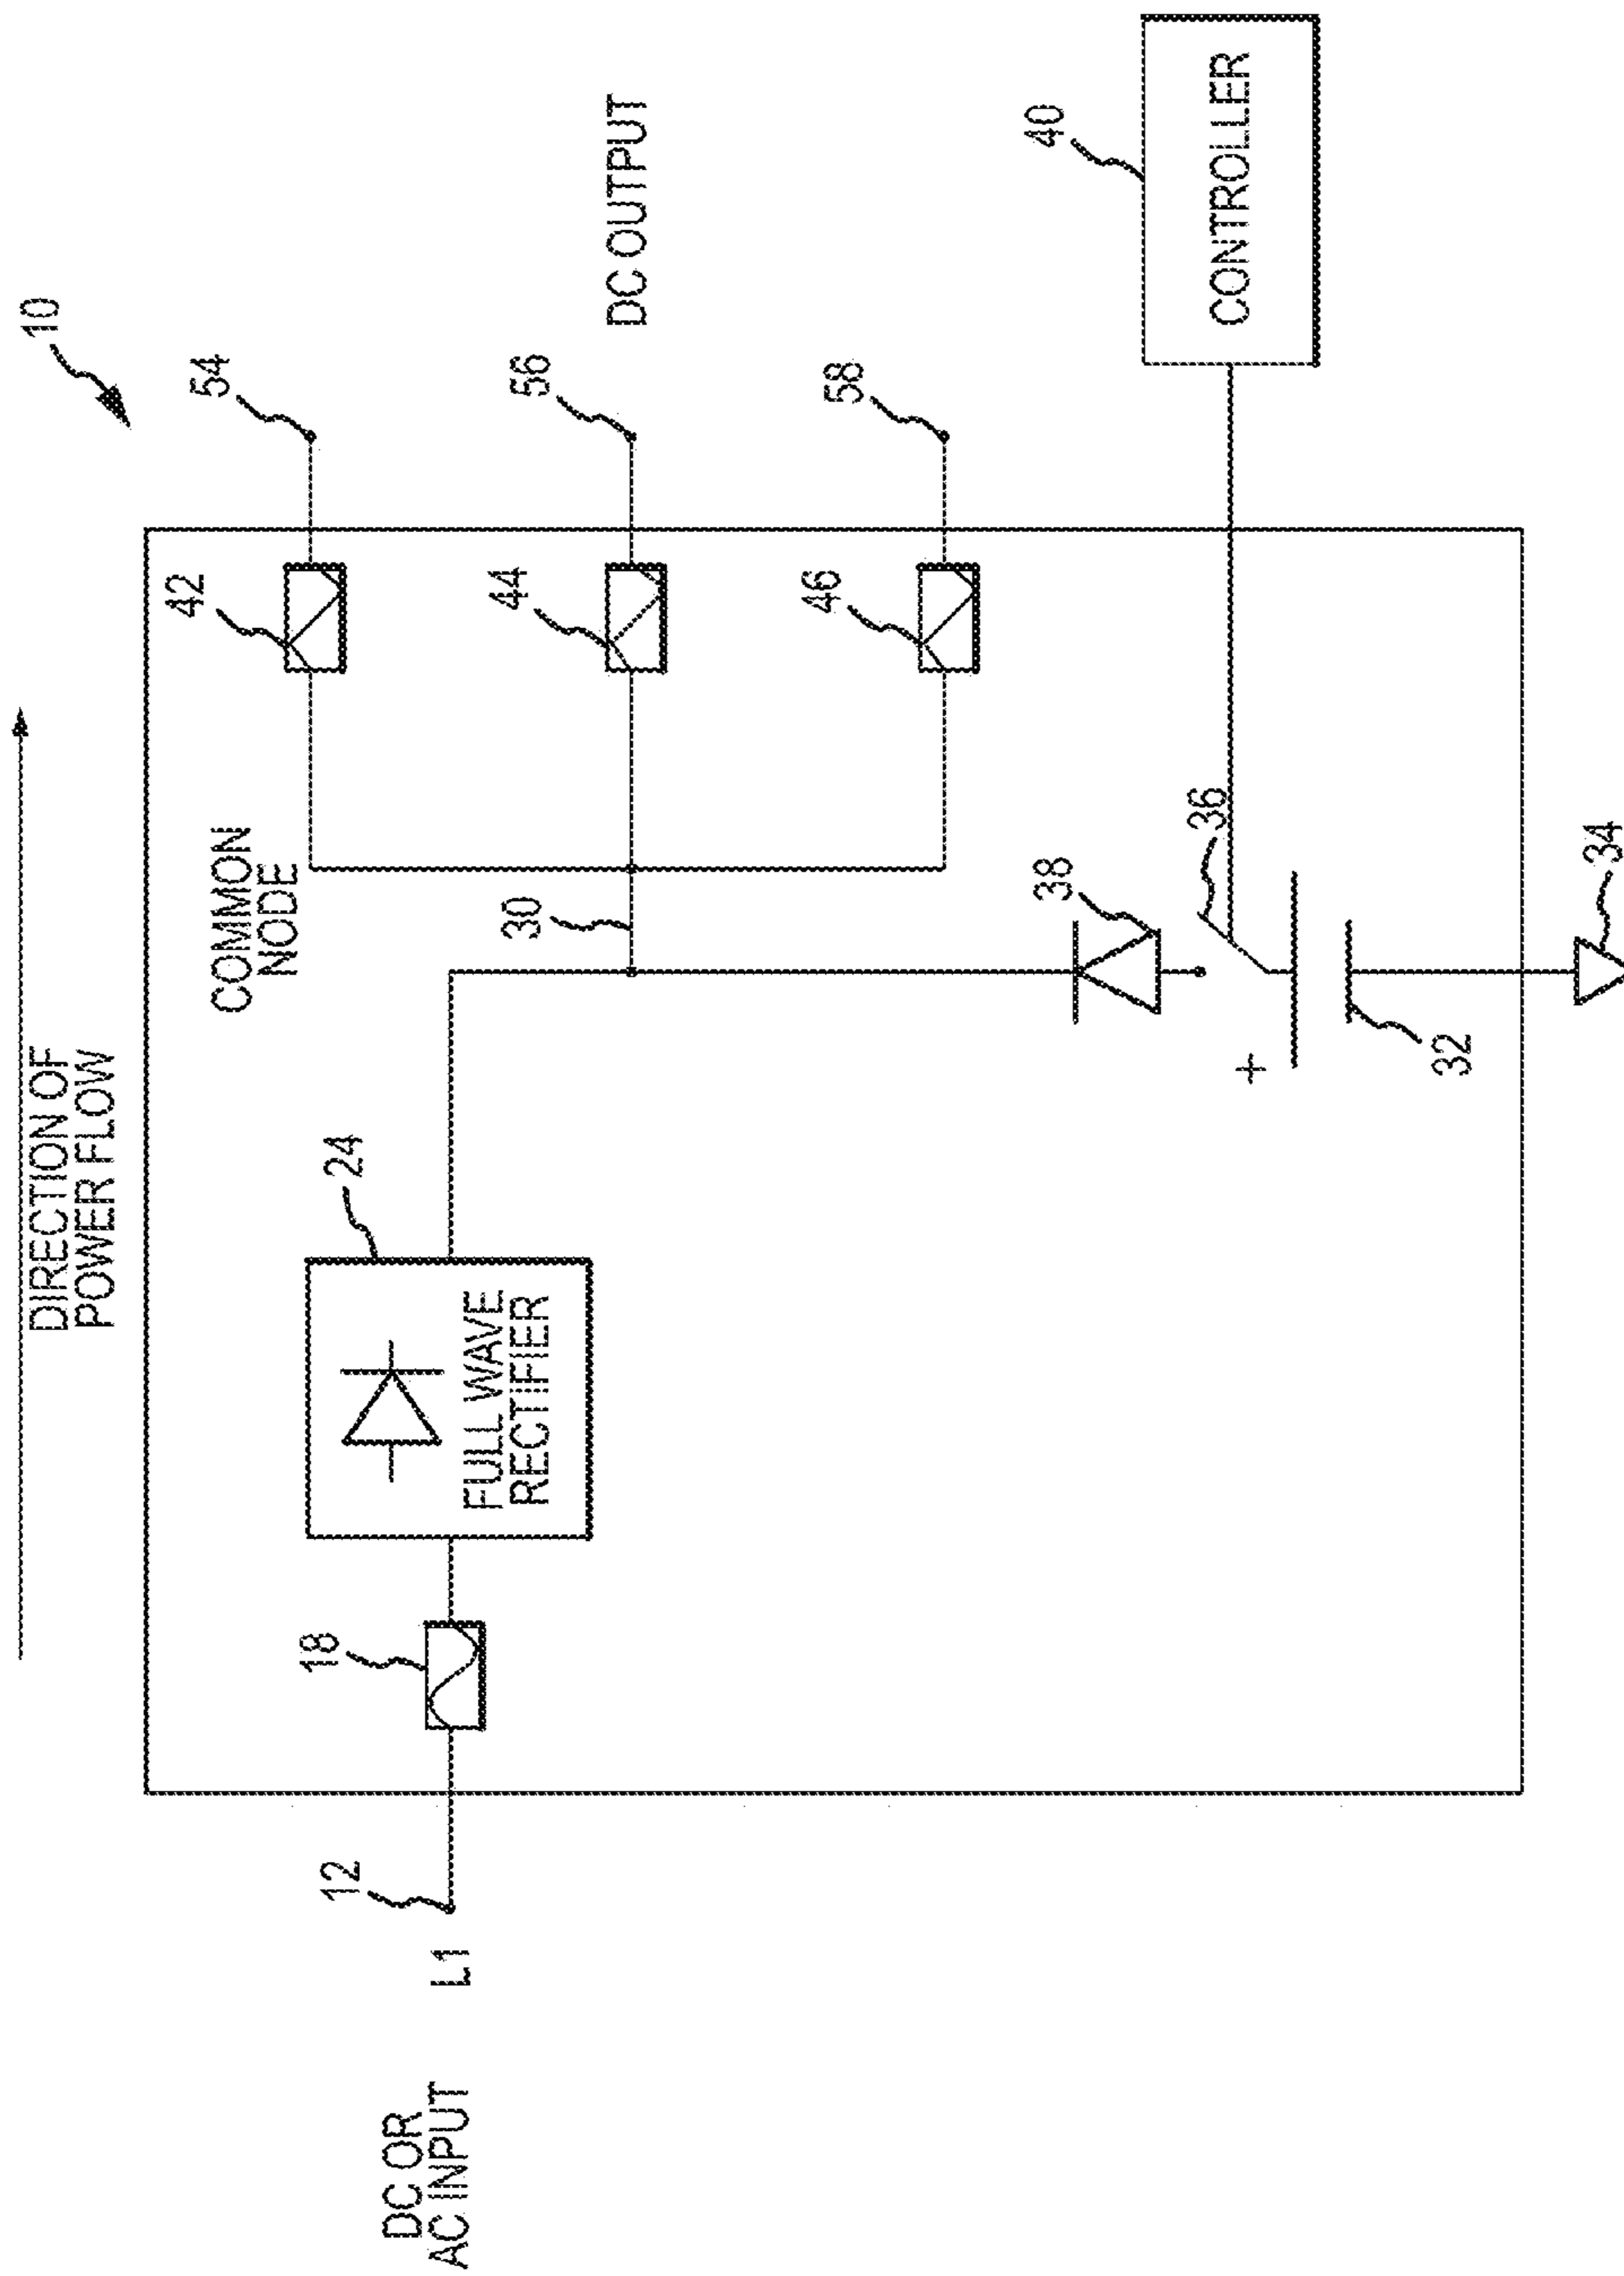 DIRECTION OF
POWER FLOW
10
DC OR
AC INPUT
L1
12
18
24
FULL WAVE
RECTIFIER
COMMON
NODE
30
42
54
44
56
46
58
DC OUTPUT
38
36
40
CONTROLLER
+
32
34